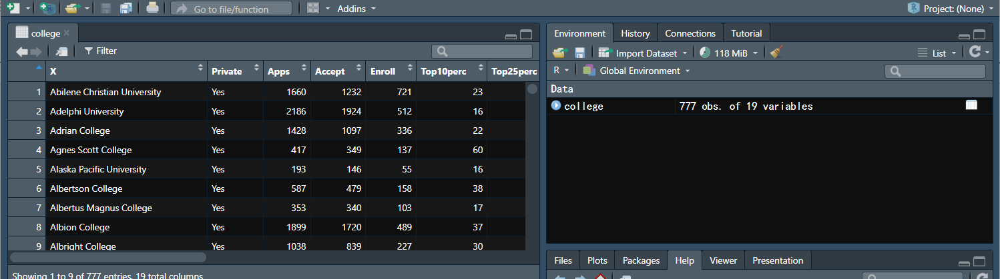 Go to file/function Addins Project: (None)
college
Filter
X Private Apps Accept Enroll Top10perc Top25perc
1 Abilene Christian University Yes 1660 1232 721 23
2 Adelphi University Yes 2186 1924 512 16
3 Adrian College Yes 1428 1097 336 22
4 Agnes Scott College Yes 417 349 137 60
5 Alaska Pacific University Yes 193 146 55 16
6 Albertson College Yes 587 479 158 38
7 Albertus Magnus College Yes 353 340 103 17
8 Albion College Yes 1899 1720 489 37
9 Albright College Yes 1038 839 227 30
Showing 1 to 9 of 777 entries, 19 total columns
Environment History Connections Tutorial
Import Dataset 118 MiB List
R Global Environment
Data
college 777 obs. of 19 variables
Files Plots Packages Help Viewer Presentation